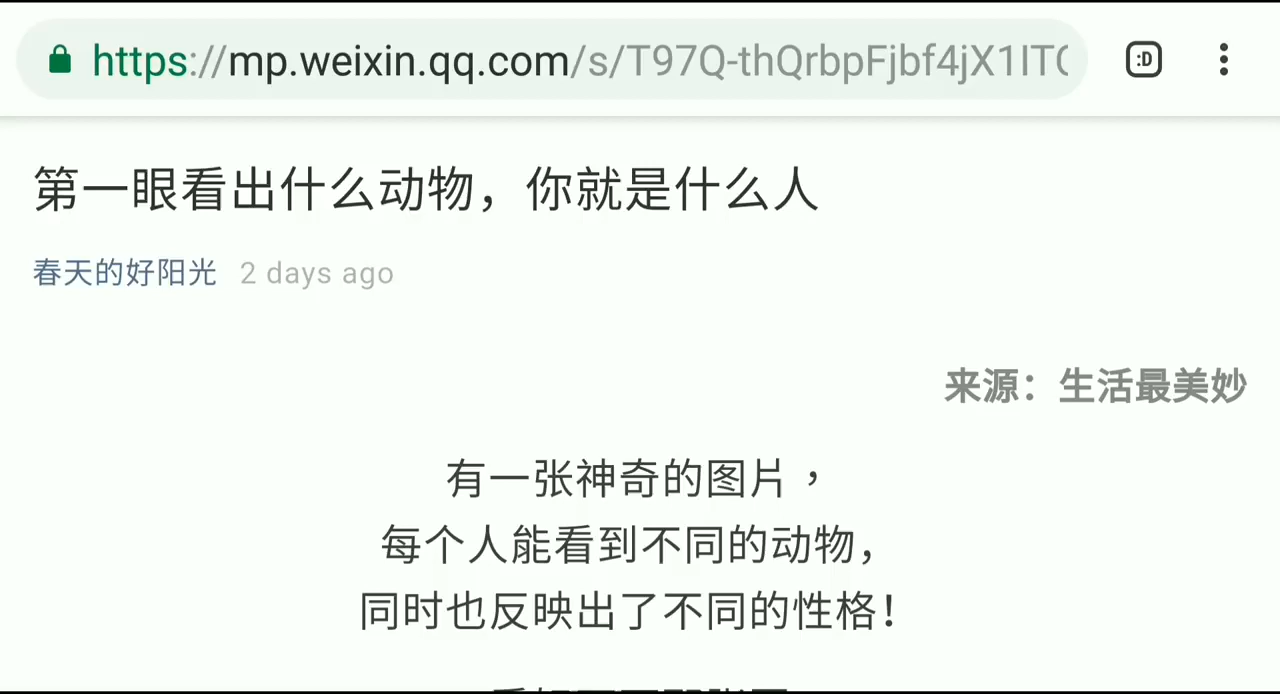 https://mp.weixin.qq.com/s/T97Q-thQrbpFjbf4jX1IT
:D
第一眼看出什么动物，你就是什么人
春天的好阳光 2 days ago
来源：生活最美妙
有一张神奇的图片，
每个人能看到不同的动物，
同时也反映出了不同的性格！